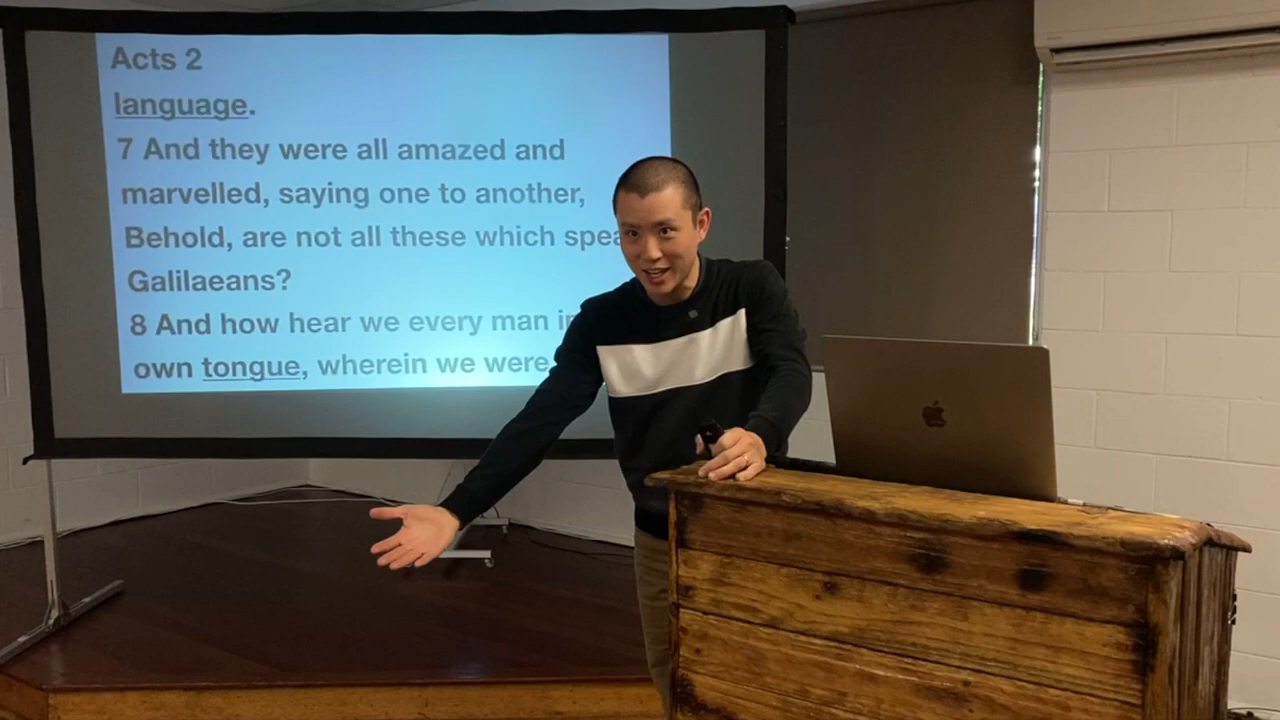 Acts 2
language.
7 And they were all amazed and
marvelled, saying one to another,
Behold, are not all these which
Galilaeans?
8 And how hear we every man
own tongue, wherein we were